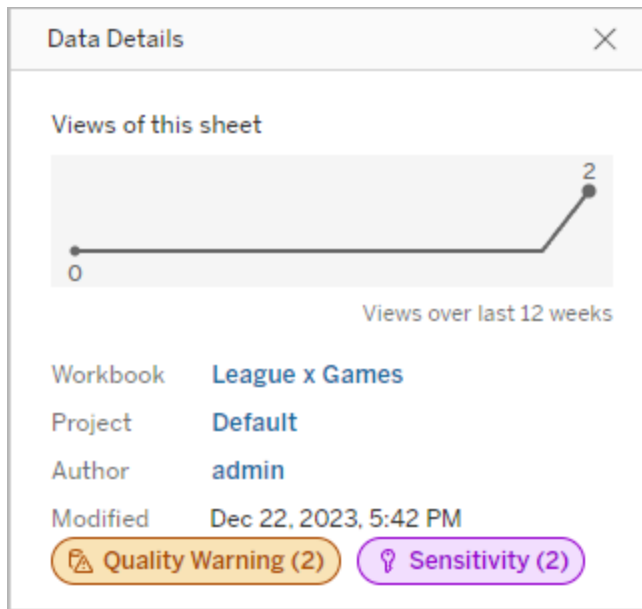 Data Details
Views of this sheet
2
0
Views over last 12 weeks
Workbook League x Games
Project Default
Author admin
Modified Dec 22, 2023, 5:42 PM
Quality Warning (2) Sensitivity (2)